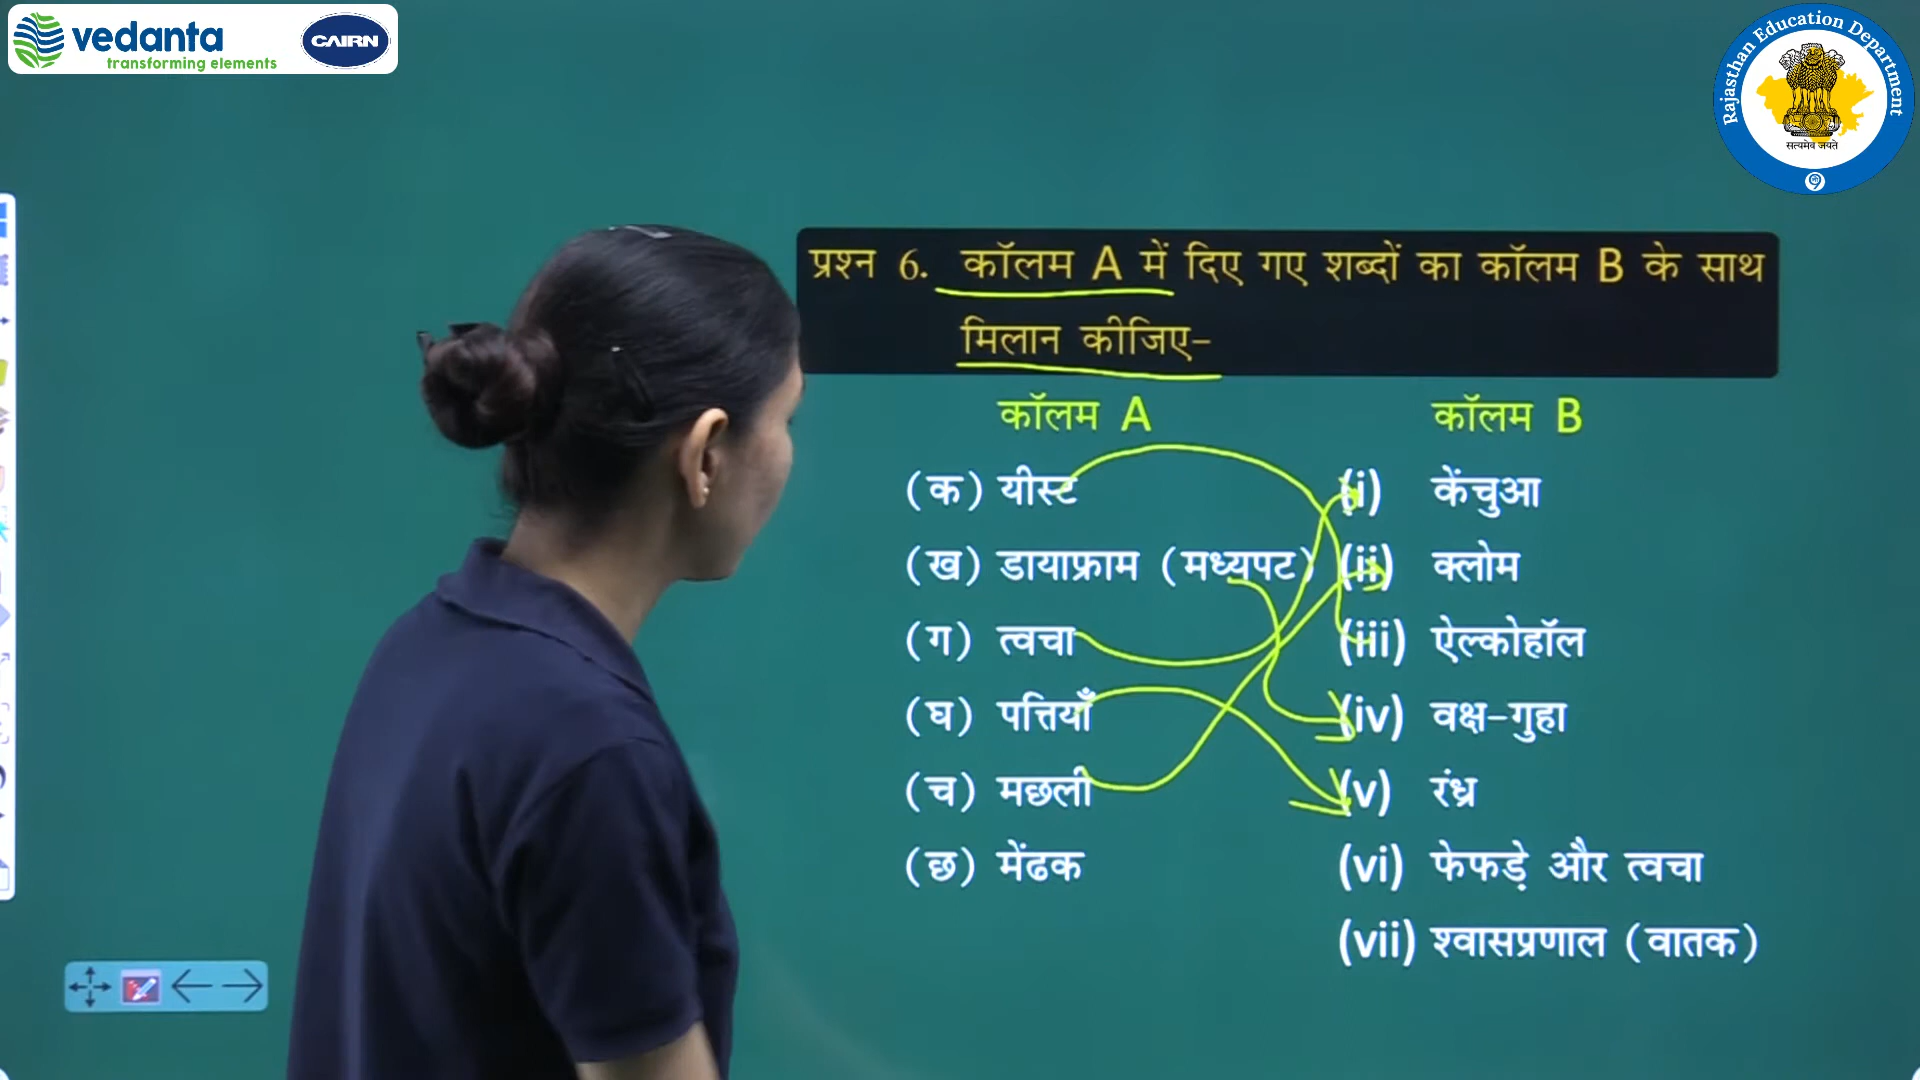 vedanta
transforming elements
CAIRN
Rajasthan Education Department
सत्यमेव जयते
प्रश्न 6. कॉलम A में दिए गए शब्दों का कॉलम B के साथ
मिलान कीजिए-
कॉलम A कॉलम B
(क) यीस्ट (i) केंचुआ
(ख) डायाफ्राम (मध्यपट) (ii) क्लोम
(ग) त्वचा (iii) ऐल्कोहॉल
(घ) पत्तियाँ (iv) वक्ष-गुहा
(च) मछली (v) रंध्र
(छ) मेंढक (vi) फेफड़े और त्वचा
(vii) श्वासप्रणाल (वातक)